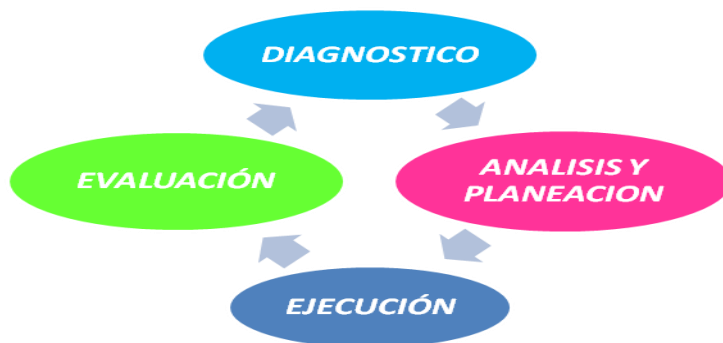 DIAGNOSTICO
ANALISIS Y
PLANEACION
EJECUCIÓN
EVALUACIÓN